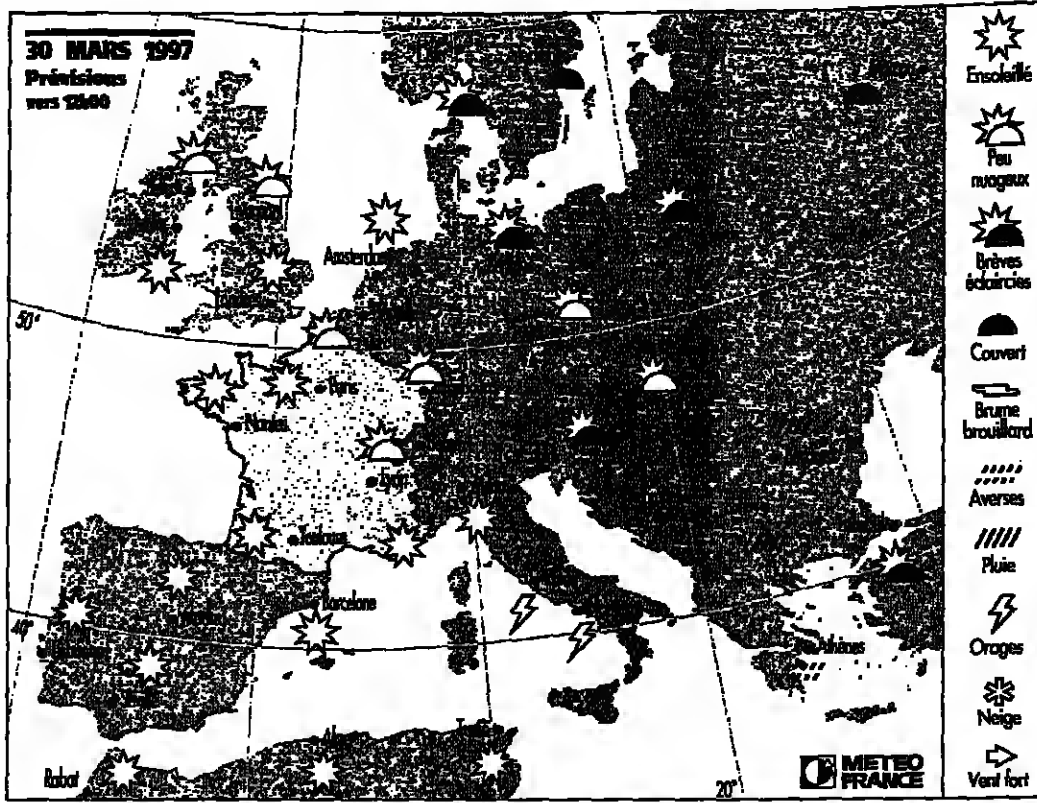 30 MARS 1997
Prévisions
vers 12h00
Amsterdam
50°
Paris
Nantes
Lyon
Toulouse
Barcelone
40°
Athènes
Rabat
20°
METEO
FRANCE
Ensoleillé
Peu
nuageux
Brèves
éclaircies
Couvert
Brume
brouillard
Averses
Pluie
Orages
Neige
Vent fort